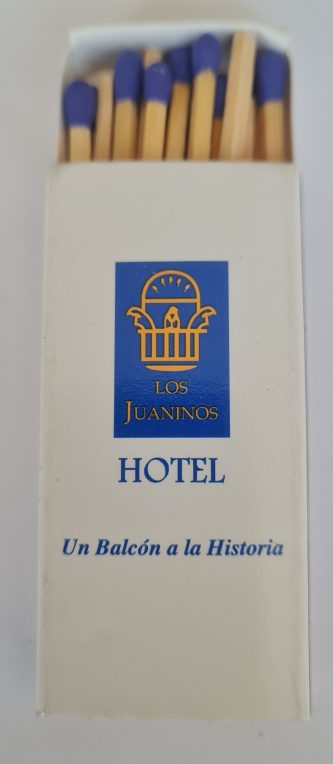 LOS
JUANINOS
HOTEL
Un Balcón a la Historia